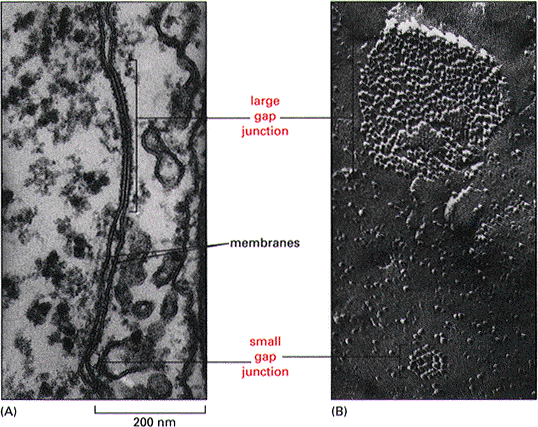 large
gap
junction
membranes
small
gap
junction
(A)
200 nm
(B)